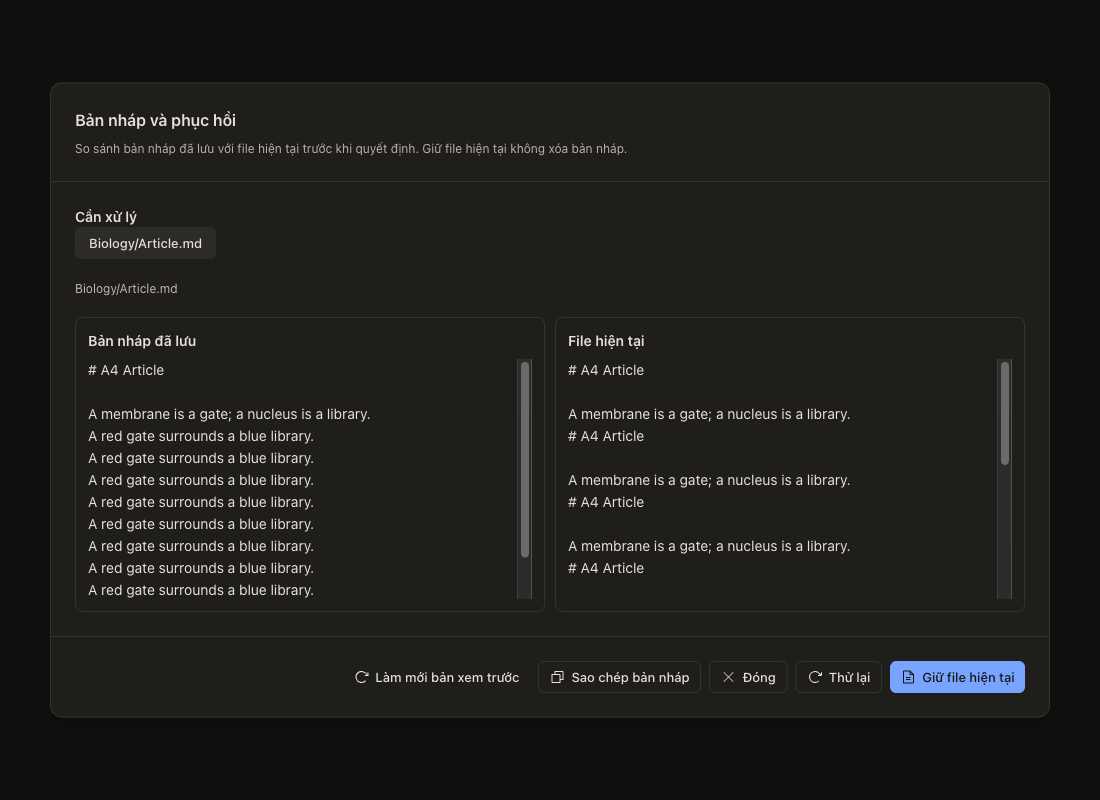 Bản nháp và phục hồi
So sánh bản nháp đã lưu với file hiện tại trước khi quyết định. Giữ file hiện tại không xóa bản nháp.
Cần xử lý
Biology/Article.md
Biology/Article.md
Bản nháp đã lưu
# A4 Article
A membrane is a gate; a nucleus is a library.
A red gate surrounds a blue library.
A red gate surrounds a blue library.
A red gate surrounds a blue library.
A red gate surrounds a blue library.
A red gate surrounds a blue library.
A red gate surrounds a blue library.
A red gate surrounds a blue library.
A red gate surrounds a blue library.
File hiện tại
# A4 Article
A membrane is a gate; a nucleus is a library.
# A4 Article
A membrane is a gate; a nucleus is a library.
# A4 Article
A membrane is a gate; a nucleus is a library.
# A4 Article
Làm mới bản xem trước
Sao chép bản nháp
Đóng
Thử lại
Giữ file hiện tại